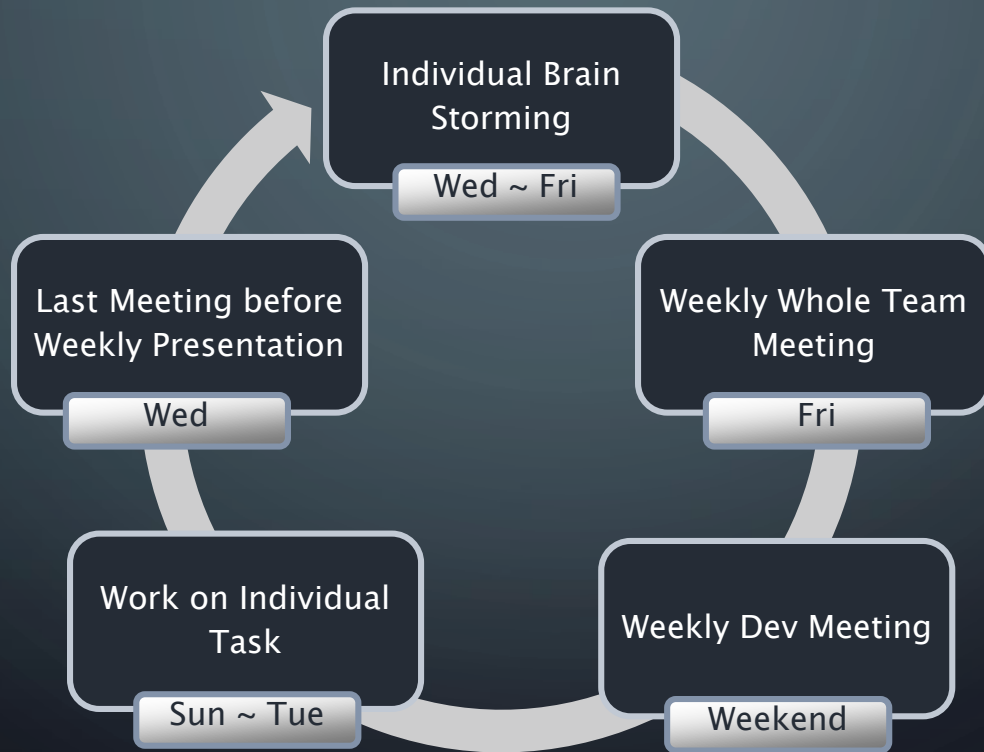 Individual Brain
Storming
Wed ~ Fri
Weekly Whole Team
Meeting
Fri
Weekly Dev Meeting
Weekend
Work on Individual
Task
Sun ~ Tue
Last Meeting before
Weekly Presentation
Wed